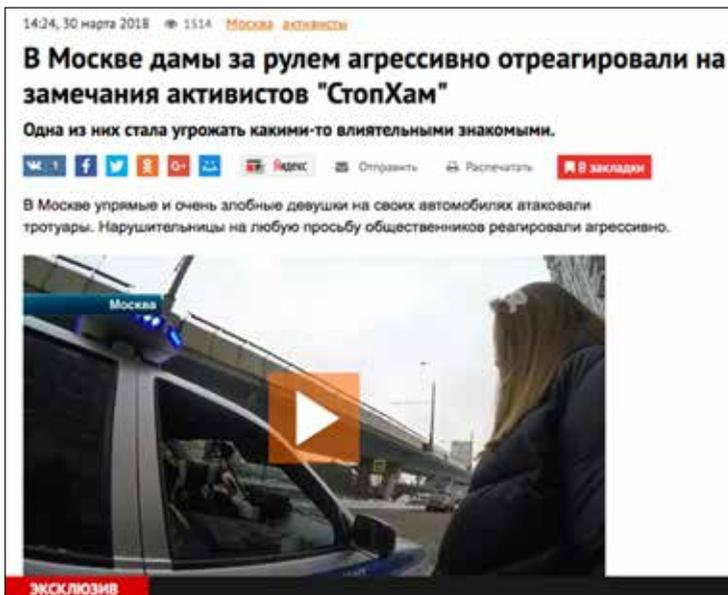 14:24, 30 марта 2018 1514 Москва активисты
В Москве дамы за рулем агрессивно отреагировали на
замечания активистов "СтопХам"
Одна из них стала угрожать какими-то влиятельными знакомыми.
1 Яндекс Отправить Распечатать В закладки
В Москве упрямые и очень злобные девушки на своих автомобилях атаковали
тротуары. Нарушительницы на любую просьбу общественников реагировали агрессивно.
Москва
ЭКСКЛЮЗИВ